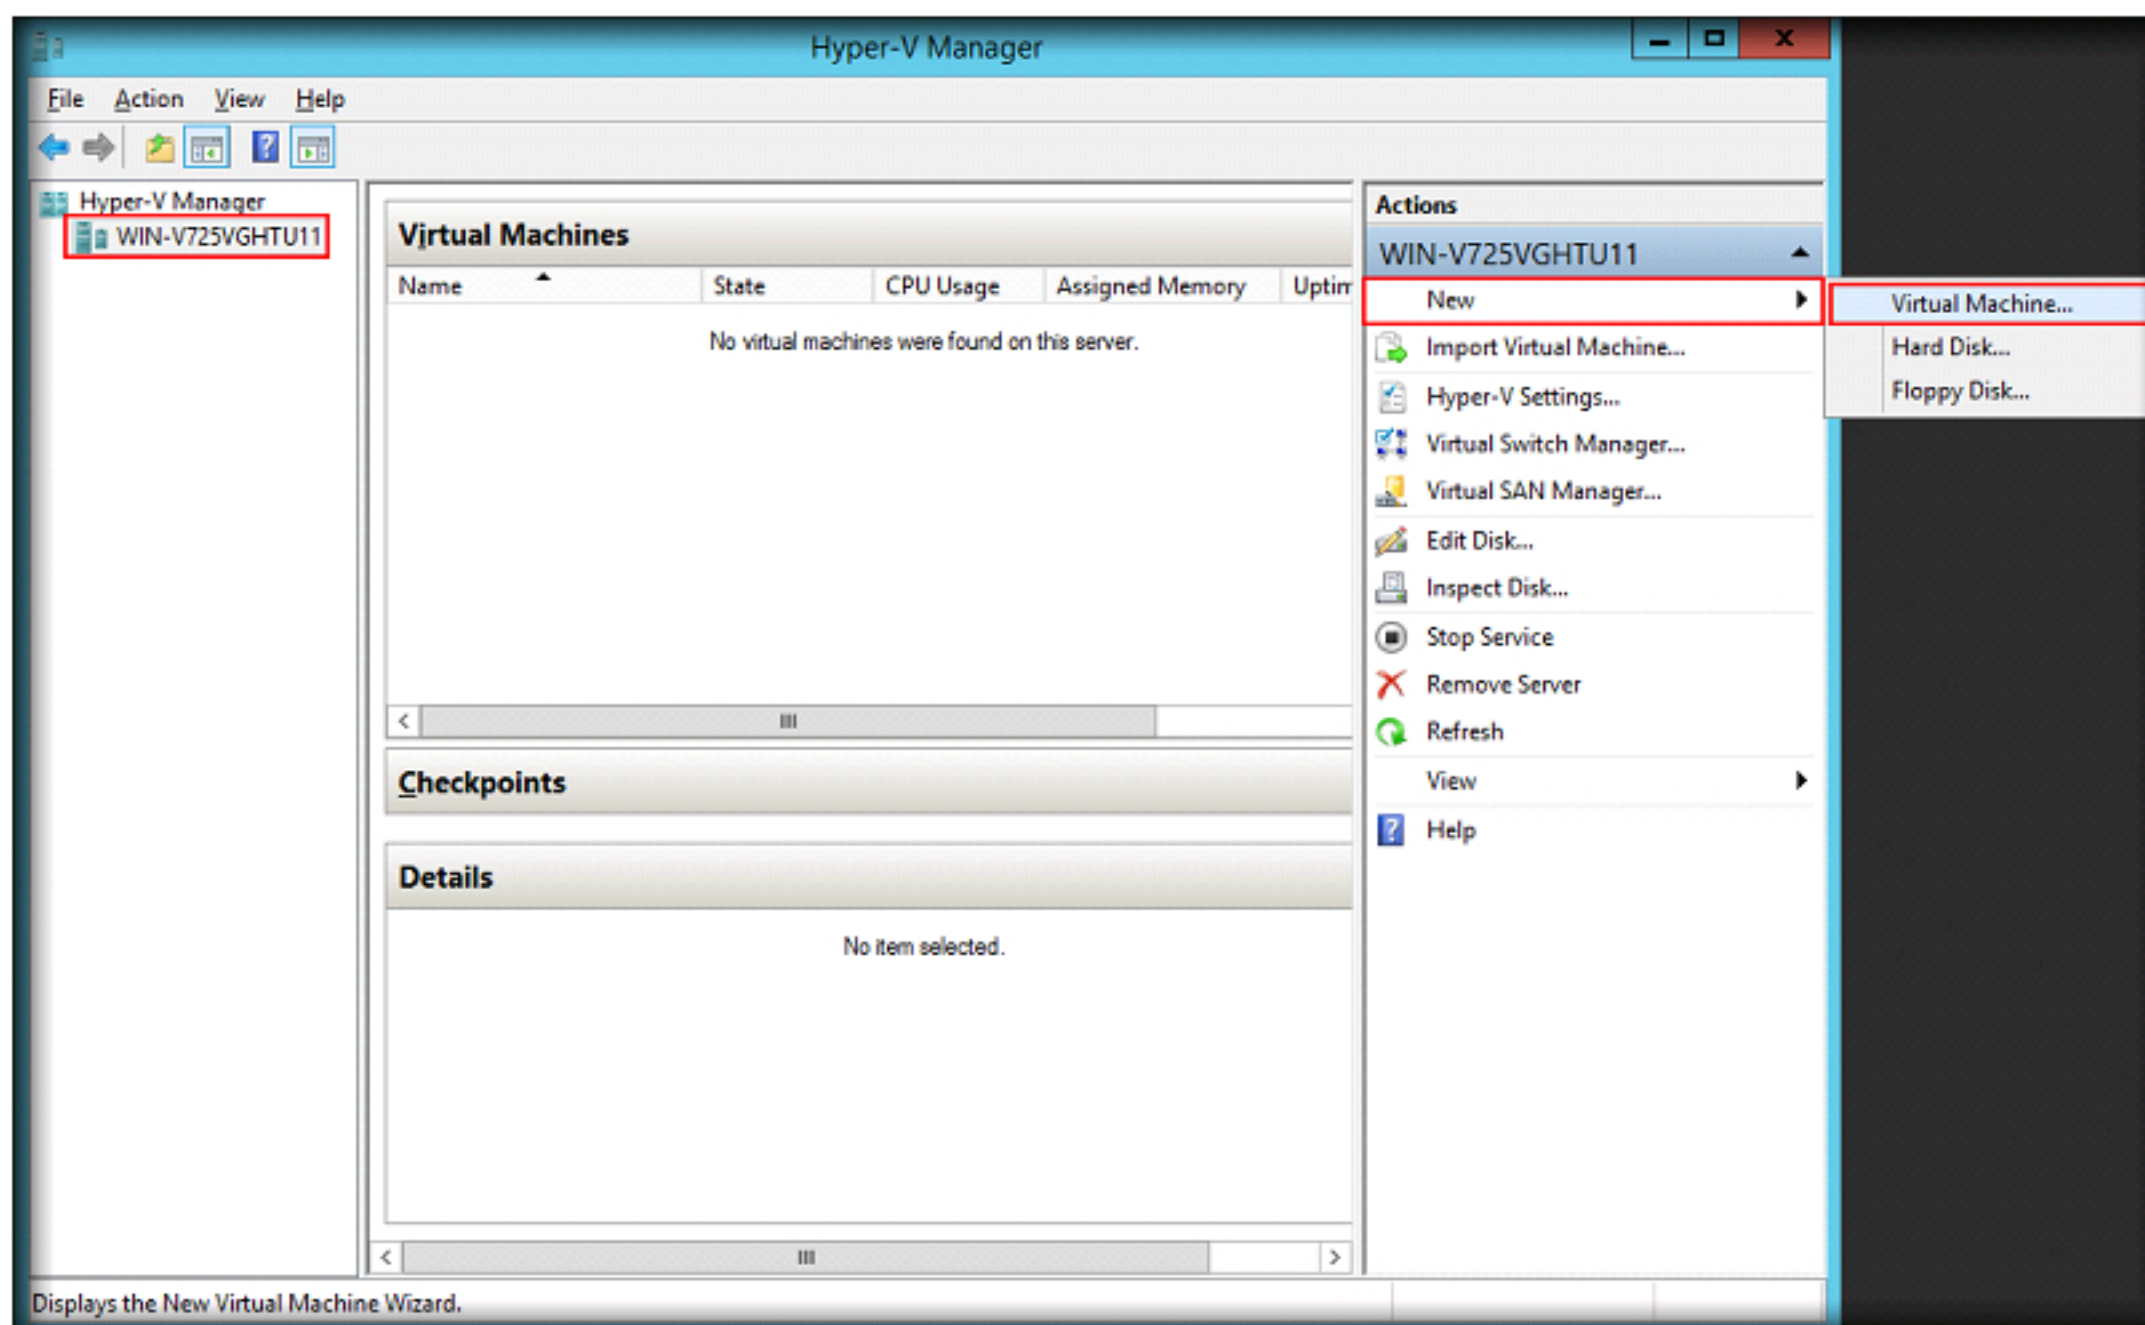 Hyper-V Manager
File Action View Help
Hyper-V Manager
WIN-V725VGHTU11
Virtual Machines
Name State CPU Usage Assigned Memory Uptim
No virtual machines were found on this server.
Checkpoints
Details
No item selected.
Actions
WIN-V725VGHTU11
New
Import Virtual Machine...
Hyper-V Settings...
Virtual Switch Manager...
Virtual SAN Manager...
Edit Disk...
Inspect Disk...
Stop Service
Remove Server
Refresh
View
Help
Virtual Machine...
Hard Disk...
Floppy Disk...
Displays the New Virtual Machine Wizard.